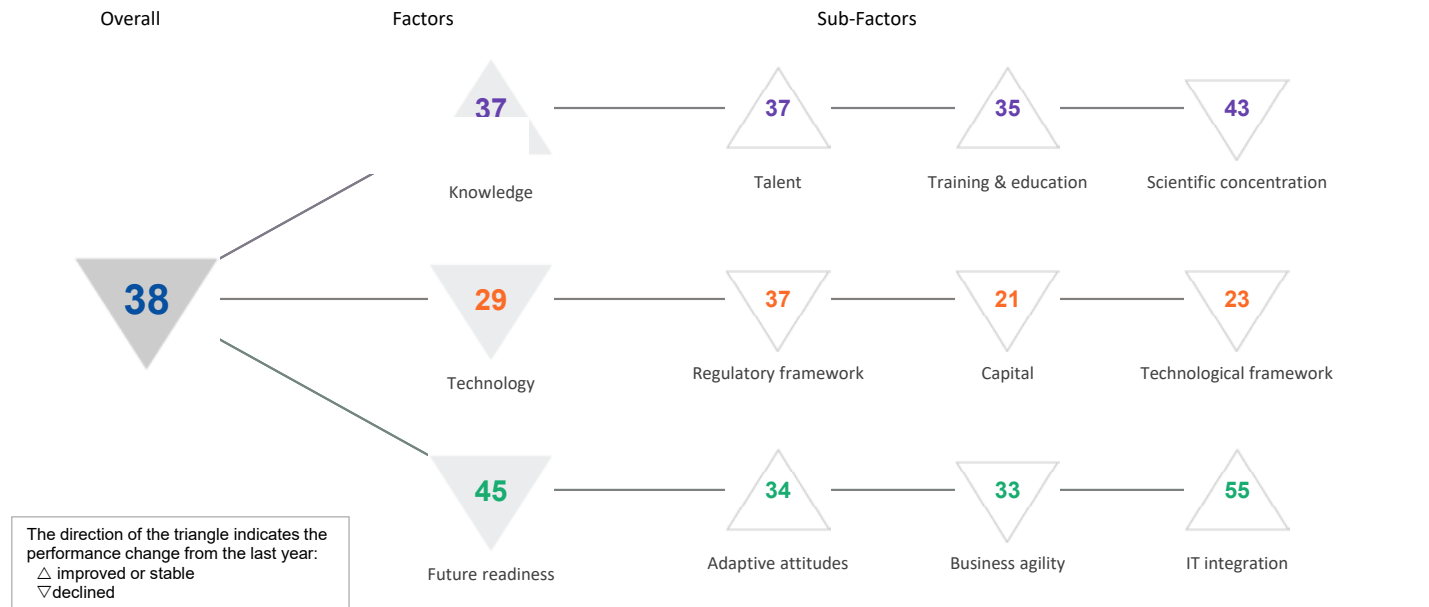 Overall
Factors
Sub-Factors
37
37
35
43
Knowledge
Talent
Training & education
Scientific concentration
38
29
37
21
23
Technology
Regulatory framework
Capital
Technological framework
45
34
33
55
Future readiness
Adaptive attitudes
Business agility
IT integration
The direction of the triangle indicates the
performance change from the last year:
△ improved or stable
▽declined